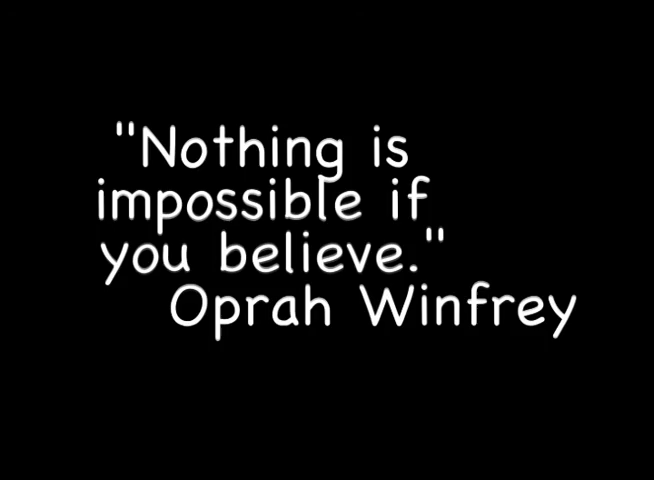 "Nothing is
impossible if
you believe."
Oprah Winfrey